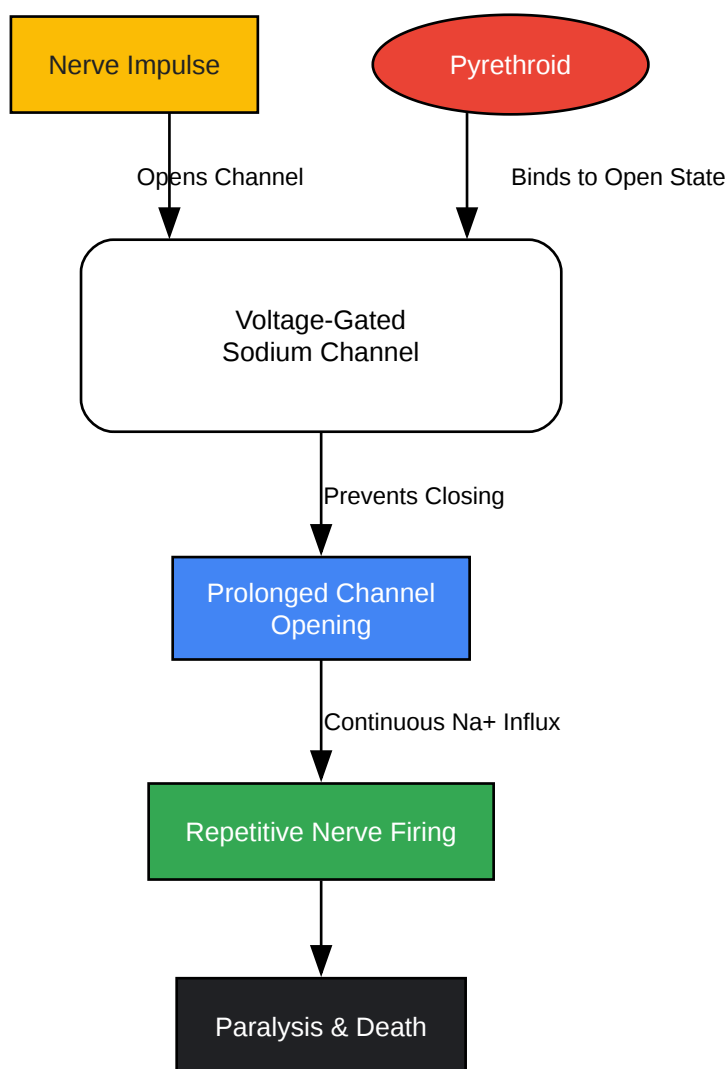 Nerve Impulse
Pyrethroid
Opens Channel
Binds to Open State
Voltage-Gated
Sodium Channel
Prevents Closing
Prolonged Channel
Opening
Continuous Na+ Influx
Repetitive Nerve Firing
Paralysis & Death